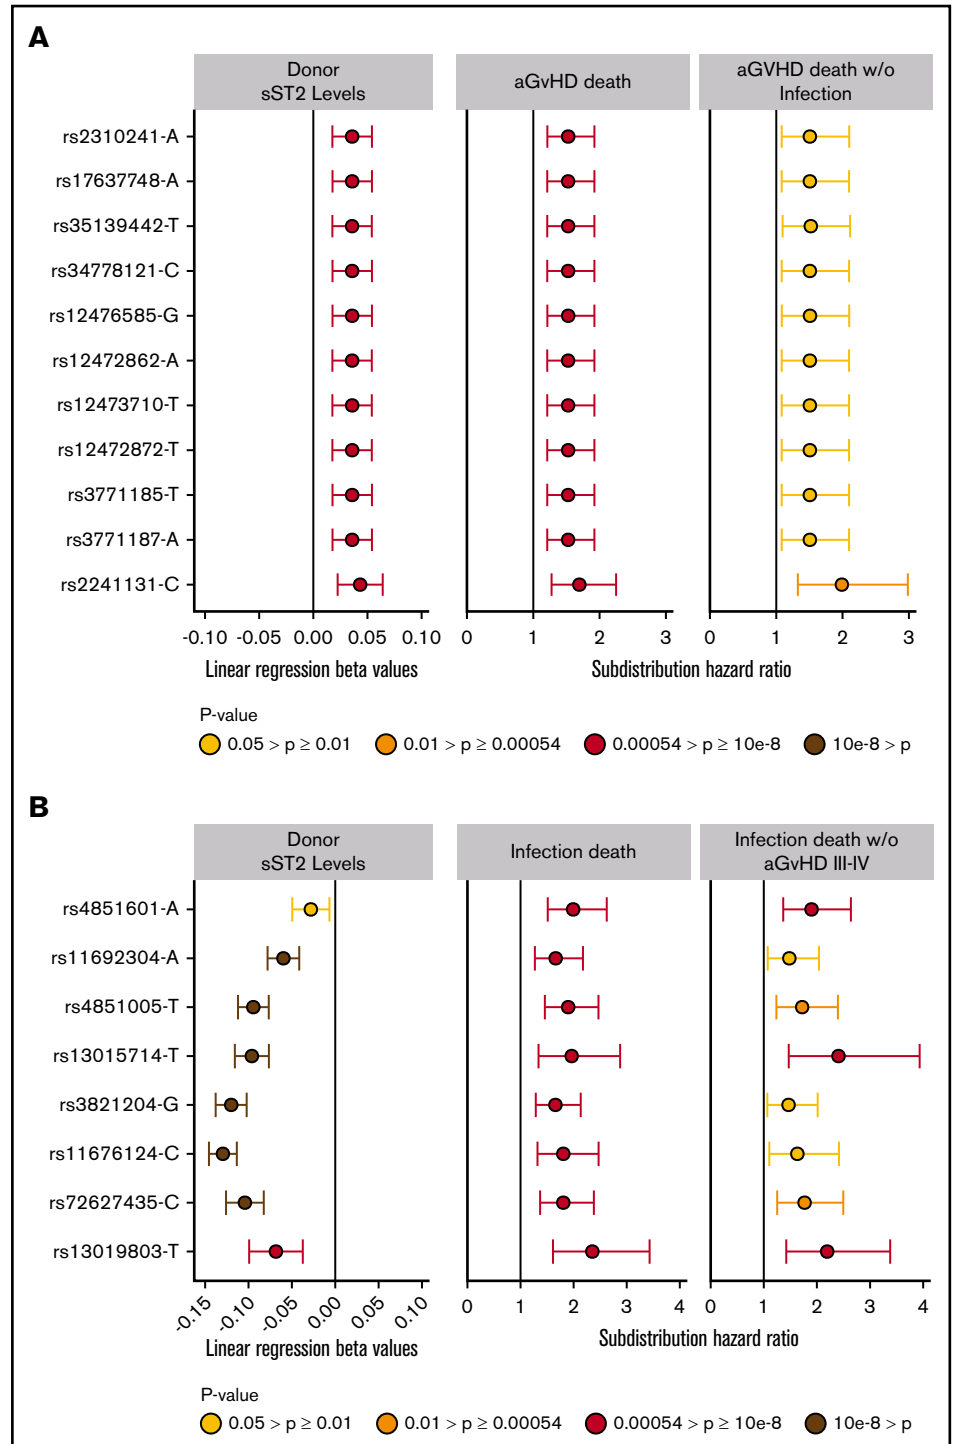 A
Donor
sST2 Levels
aGvHD death
aGVHD death w/o
Infection
rs2310241-A
rs17637748-A
rs35139442-T
rs34778121-C
rs12476585-G
rs12472862-A
rs12473710-T
rs12472872-T
rs3771185-T
rs3771187-A
rs2241131-C
-0.10 -0.05 0.00 0.05 0.10
0 1 2 3
0 1 2 3
Linear regression beta values
Subdistribution hazard ratio
P-value
0.05 > p ≥ 0.01
0.01 > p ≥ 0.00054
0.00054 > p ≥ 10e-8
10e-8 > p
B
Donor
sST2 Levels
Infection death
Infection death w/o
aGvHD III-IV
rs4851601-A
rs11692304-A
rs4851005-T
rs13015714-T
rs3821204-G
rs11676124-C
rs72627435-C
rs13019803-T
-0.15 -0.10 -0.05 0.00 0.05 0.10
0 1 2 3 4
0 1 2 3 4
Linear regression beta values
Subdistribution hazard ratio
P-value
0.05 > p ≥ 0.01
0.01 > p ≥ 0.00054
0.00054 > p ≥ 10e-8
10e-8 > p